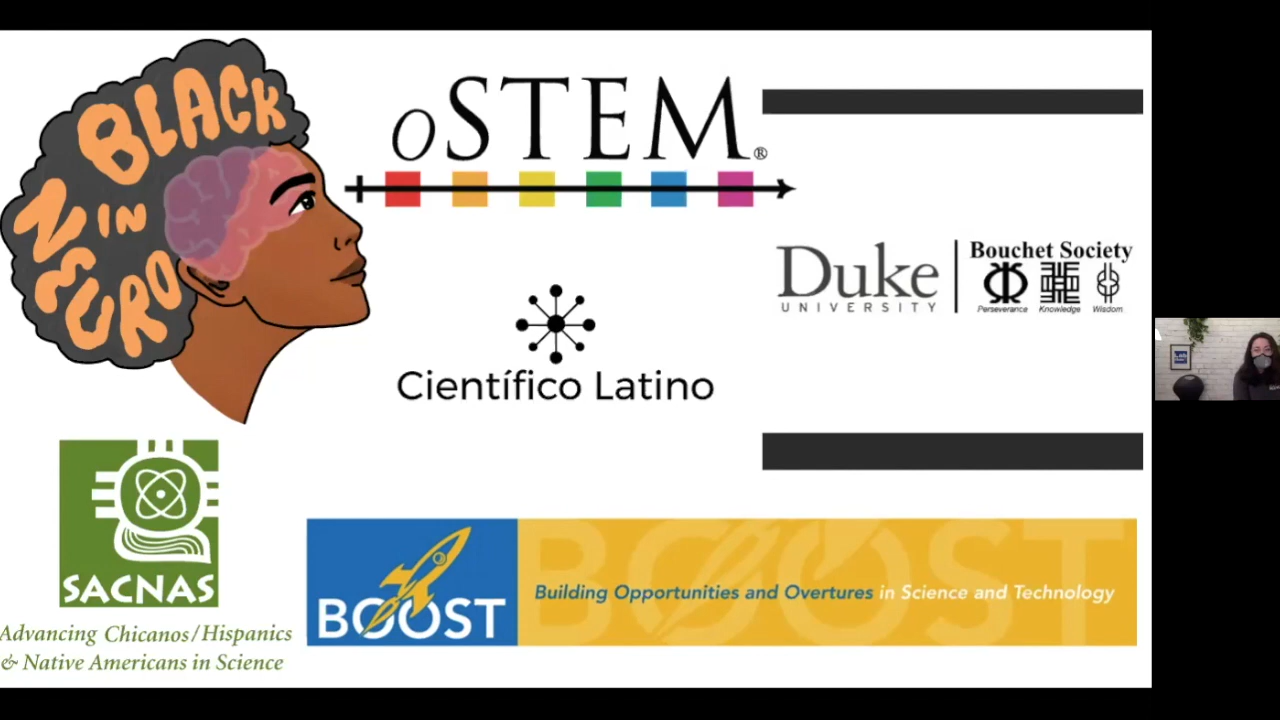 BLACK
IN
NEURO
oSTEM®
Duke
UNIVERSITY
Bouchet Society
Perseverance Knowledge Wisdom
Científico Latino
SACNAS
Advancing Chicanos/Hispanics
& Native Americans in Science
BOOST
BOOST
Building Opportunities and Overtures in Science and Technology